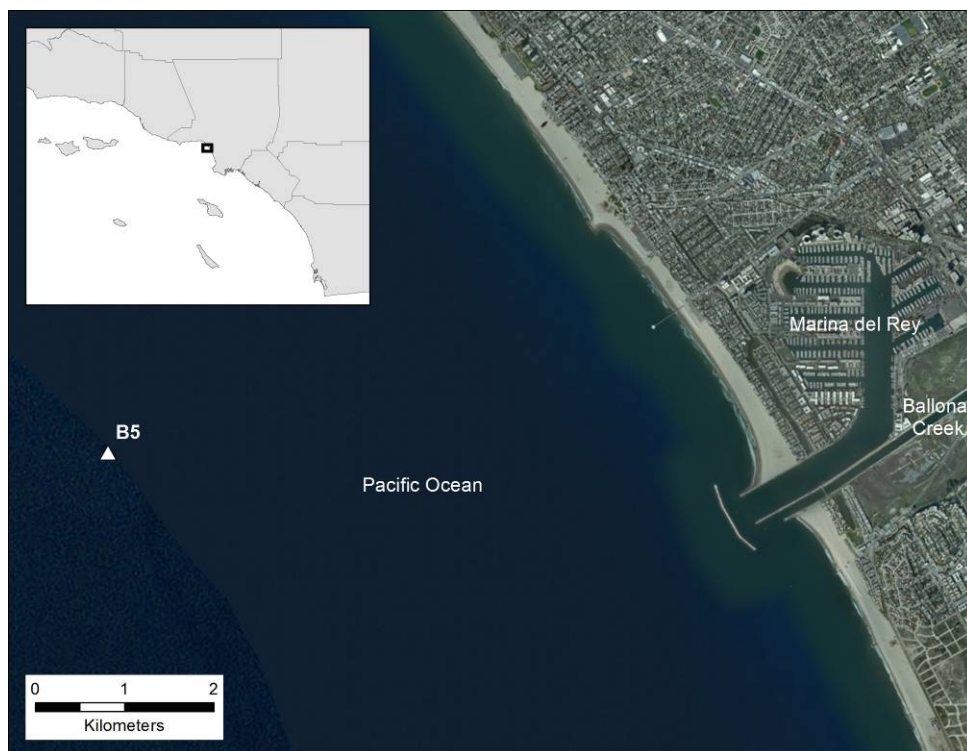 Marina del Rey
Ballona
Creek
B5
Pacific Ocean
0 1 2
Kilometers